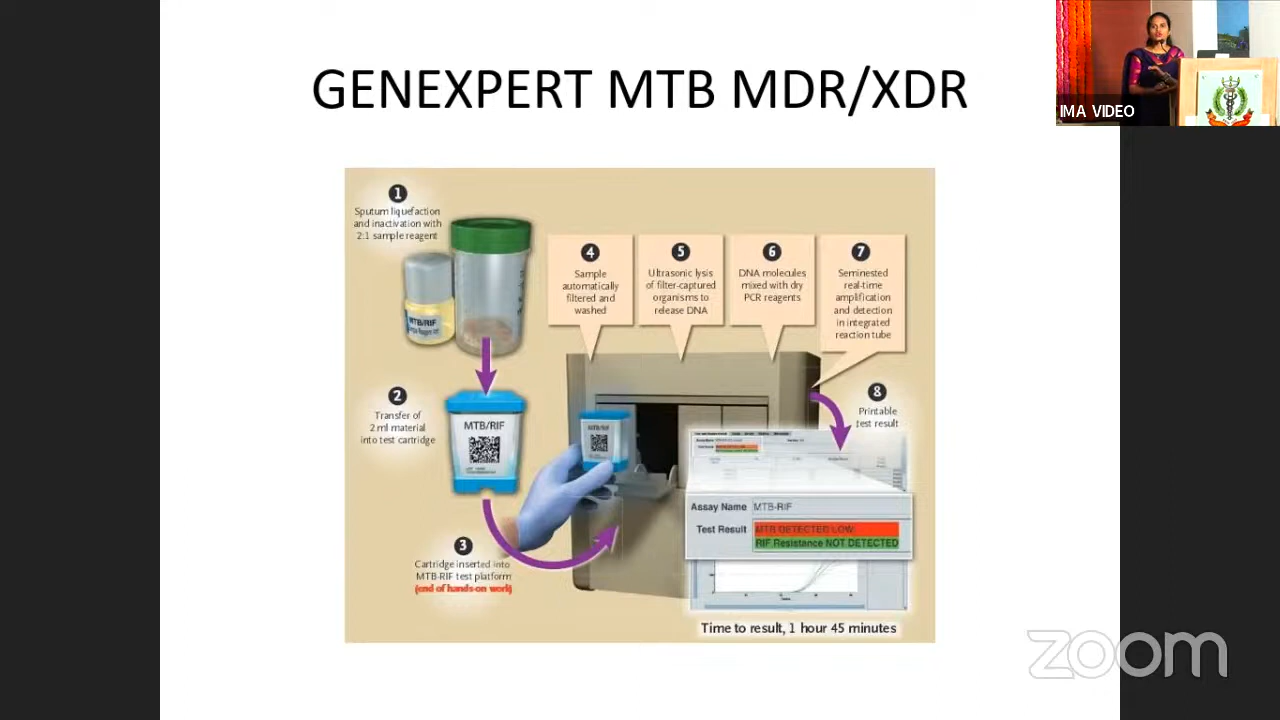 GENEXPERT MTB MDR/XDR
IMA VIDEO
1
Sputum liquefaction
and inactivation with
2:1 sample reagent
MTB/RIF
2
Transfer of
2 ml material
into test cartridge
MTB/RIF
3
Cartridge inserted into
MTB-RIF test platform
(end of hands-on work)
4
Sample
automatically
filtered and
washed
5
Ultrasonic lysis
of filter-captured
organisms to
release DNA
6
DNA molecules
mixed with dry
PCR reagents
7
Seminested
real-time
amplification
and detection
in integrated
reaction tube
8
Printable
test result
Assay Name MTB-RIF
Test Result MTB DETECTED LOW;
RIF Resistance NOT DETECTED
Time to result, 1 hour 45 minutes
zoom